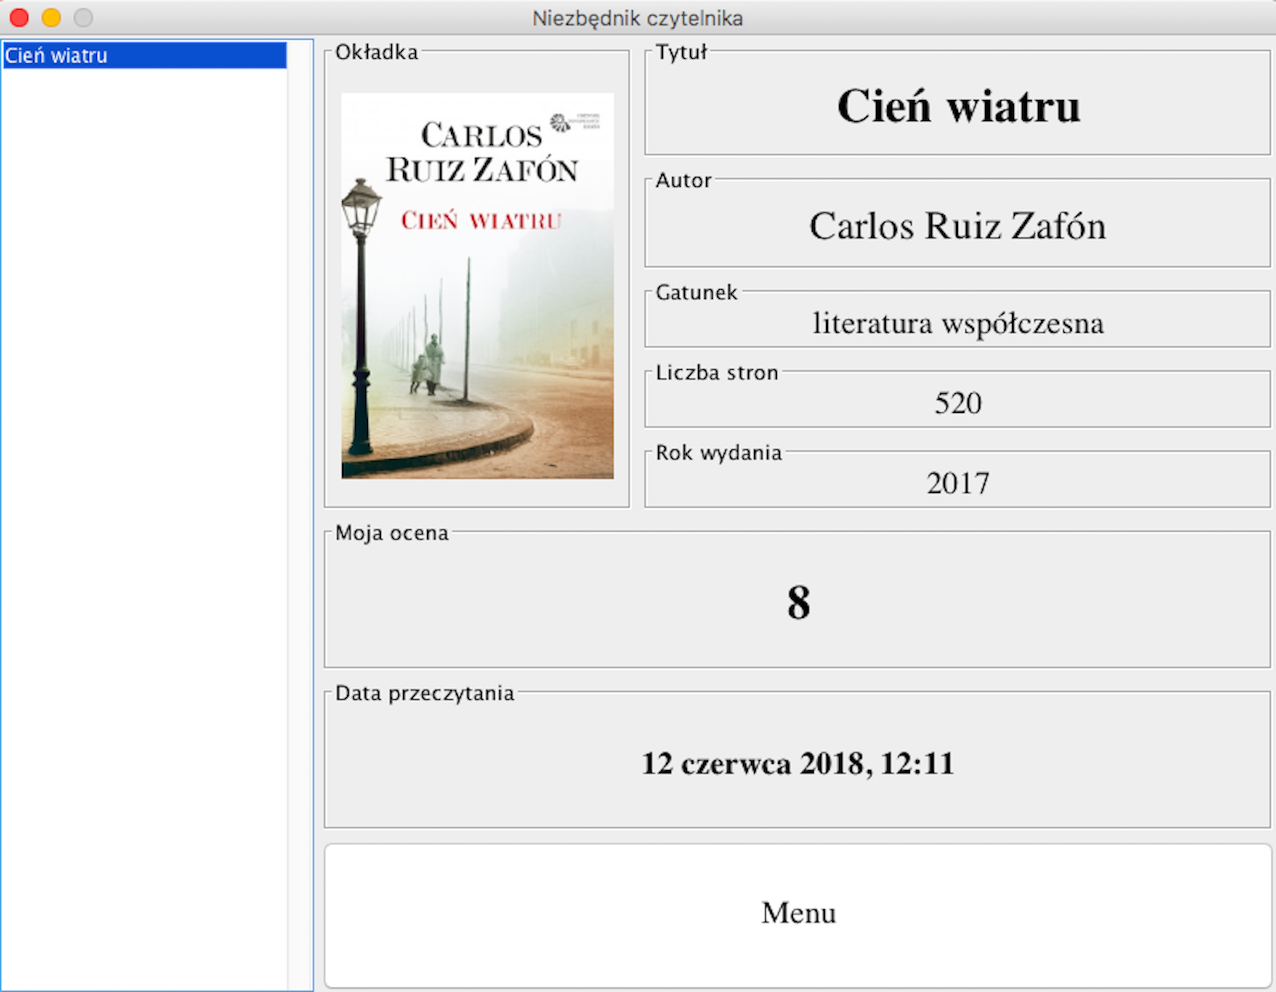 Niezbędnik czytelnika
Cień wiatru
Okładka
CARLOS
RUIZ ZAFÓN
CIEŃ WIATRU
Tytuł
Cień wiatru
Autor
Carlos Ruiz Zafón
Gatunek
literatura współczesna
Liczba stron
520
Rok wydania
2017
Moja ocena
8
Data przeczytania
12 czerwca 2018, 12:11
Menu